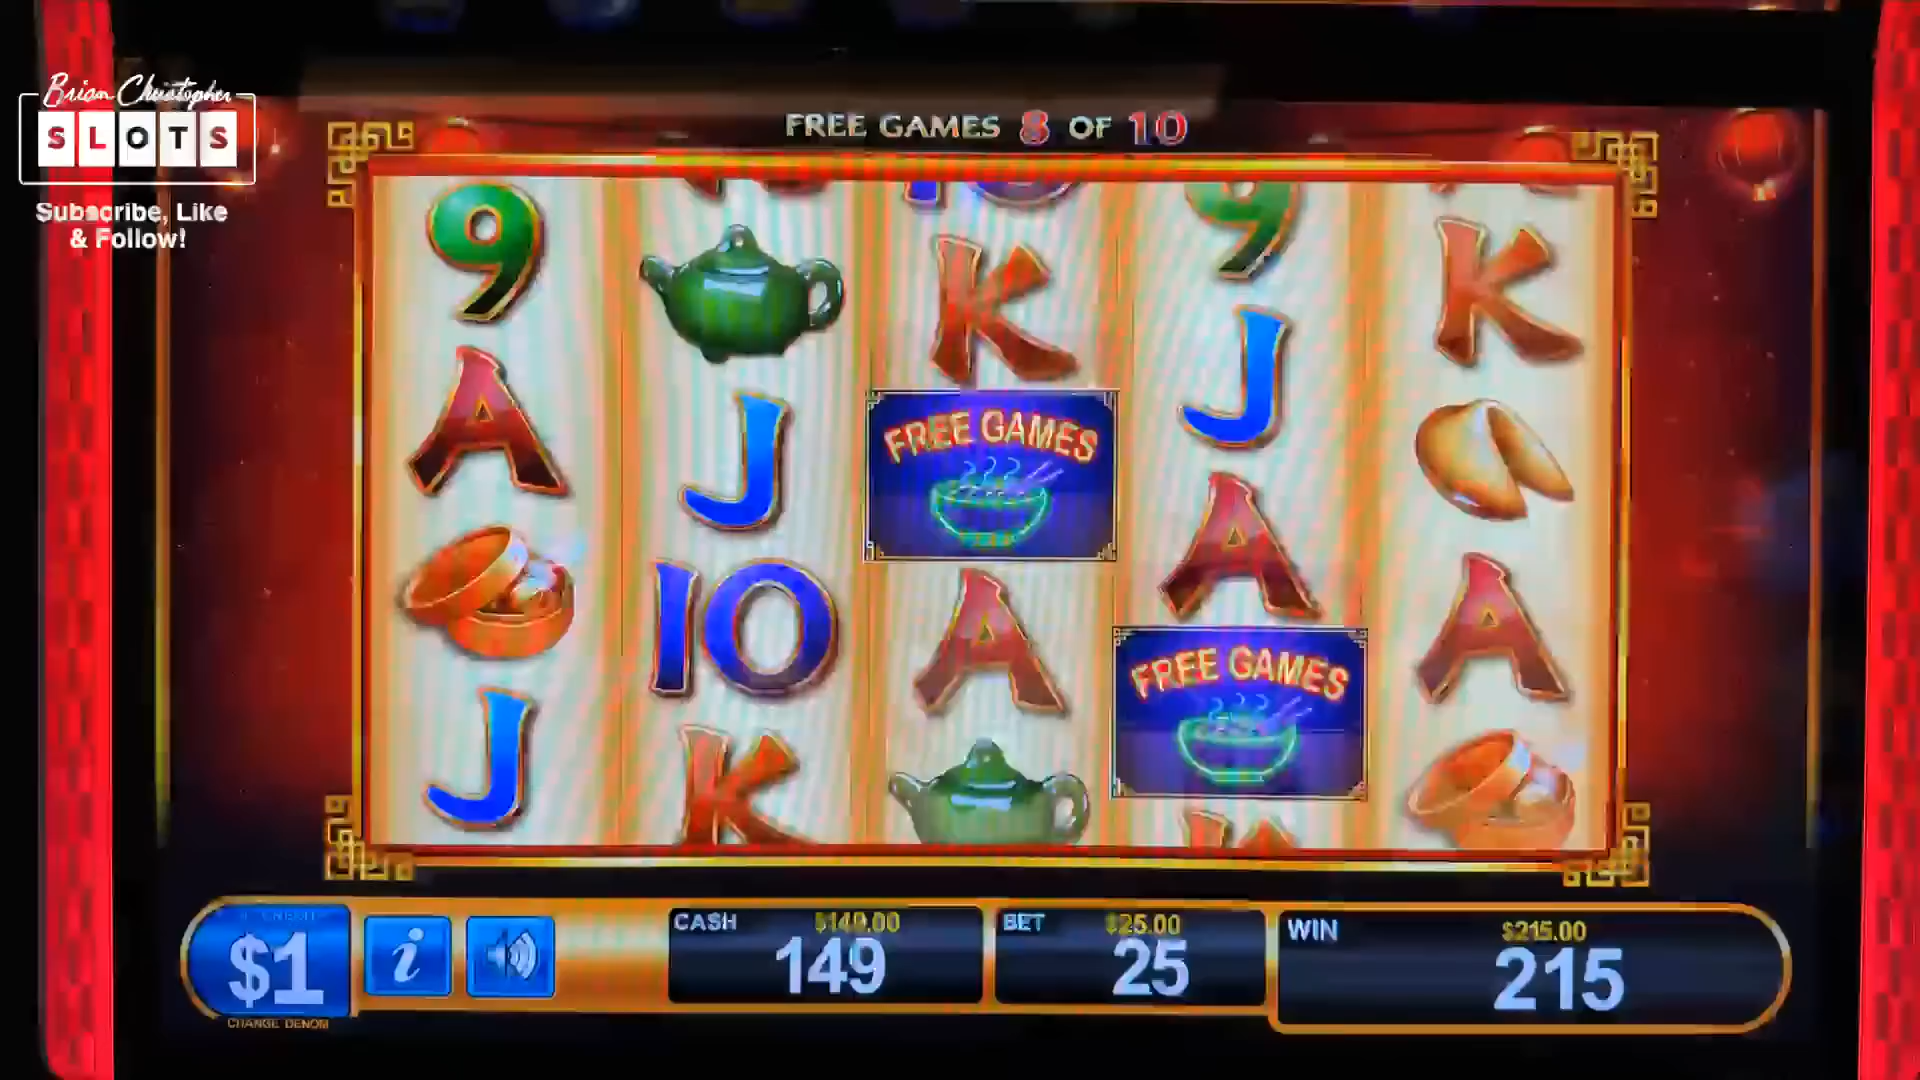 Brian Christopher
SLOTS
Subscribe, Like
& Follow!
FREE GAMES 8 OF 10
9
9
K
K
J
A
FREE GAMES
J
A
10
A
A
FREE GAMES
J
K
$1
CHANGE DENOM
i
CASH $149.00
149
BET $25.00
25
WIN $215.00
215